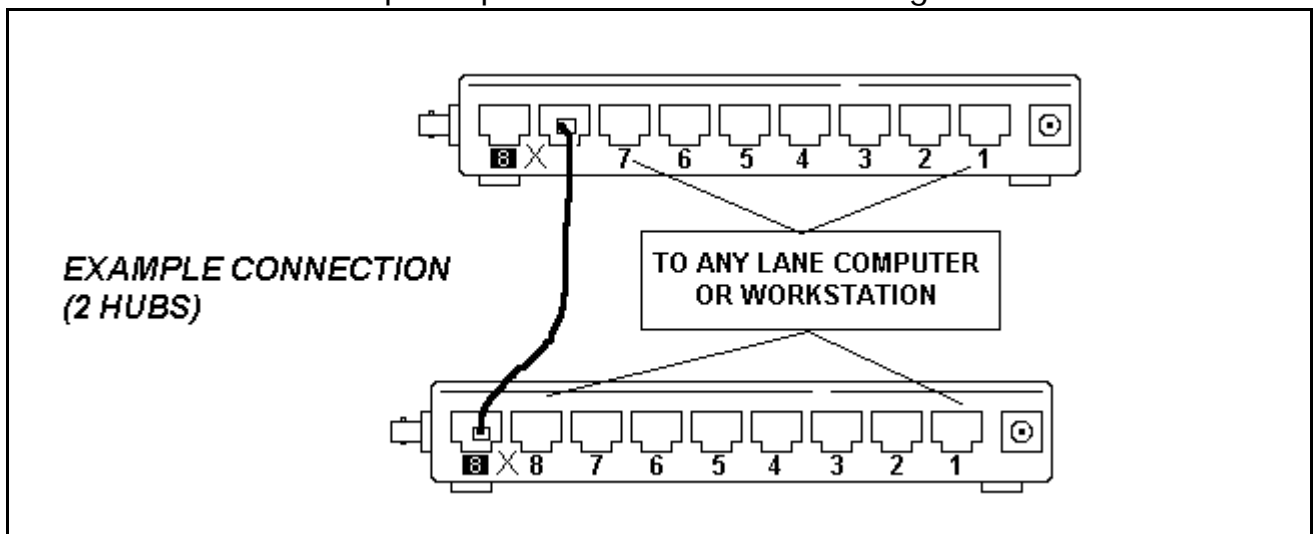 8 X 7 6 5 4 3 2 1
EXAMPLE CONNECTION
(2 HUBS)
TO ANY LANE COMPUTER
OR WORKSTATION
8 X 8 7 6 5 4 3 2 1